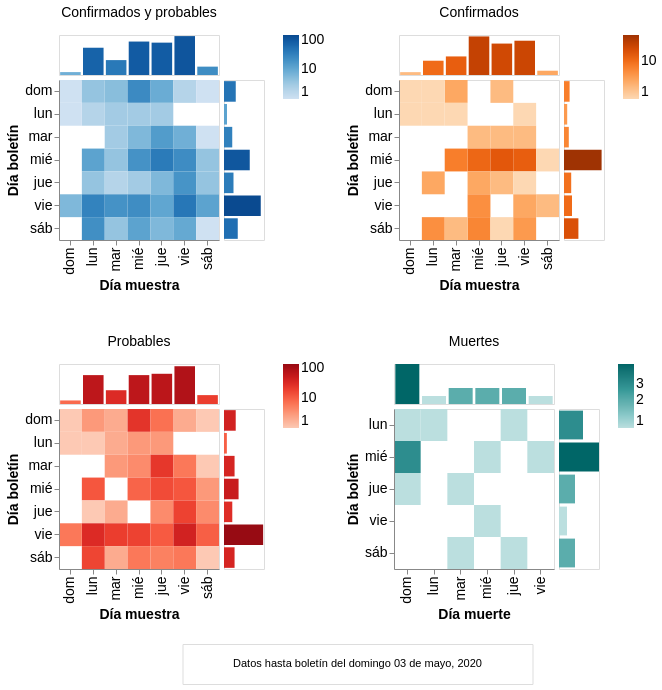 Confirmados y probables
100
10
1
Día boletín
dom
lun
mar
mié
jue
vie
sáb
dom
lun
mar
mié
jue
vie
sáb
Día muestra
Confirmados
10
1
Día boletín
dom
lun
mar
mié
jue
vie
sáb
dom
lun
mar
mié
jue
vie
sáb
Día muestra
Probables
100
10
1
Día boletín
dom
lun
mar
mié
jue
vie
sáb
dom
lun
mar
mié
jue
vie
sáb
Día muestra
Muertes
3
2
1
Día boletín
lun
mié
jue
vie
sáb
dom
lun
mar
mié
jue
vie
Día muerte
Datos hasta boletín del domingo 03 de mayo, 2020